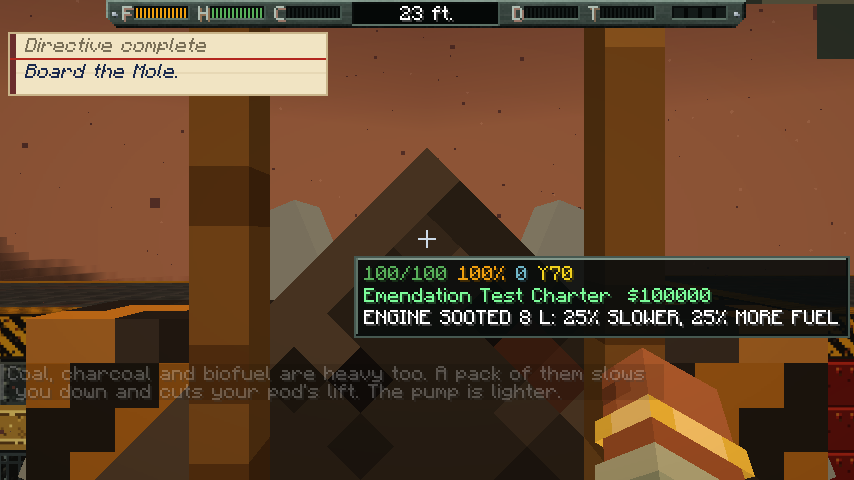 F H C 23 ft. D T
Directive complete
Board the Mole.
100/100 100% 0 Y70
Emendation Test Charter $100000
ENGINE SOOTED 8 L: 25% SLOWER, 25% MORE FUEL
Coal, charcoal and biofuel are heavy too. A pack of them slows
you down and cuts your pod's lift. The pump is lighter.